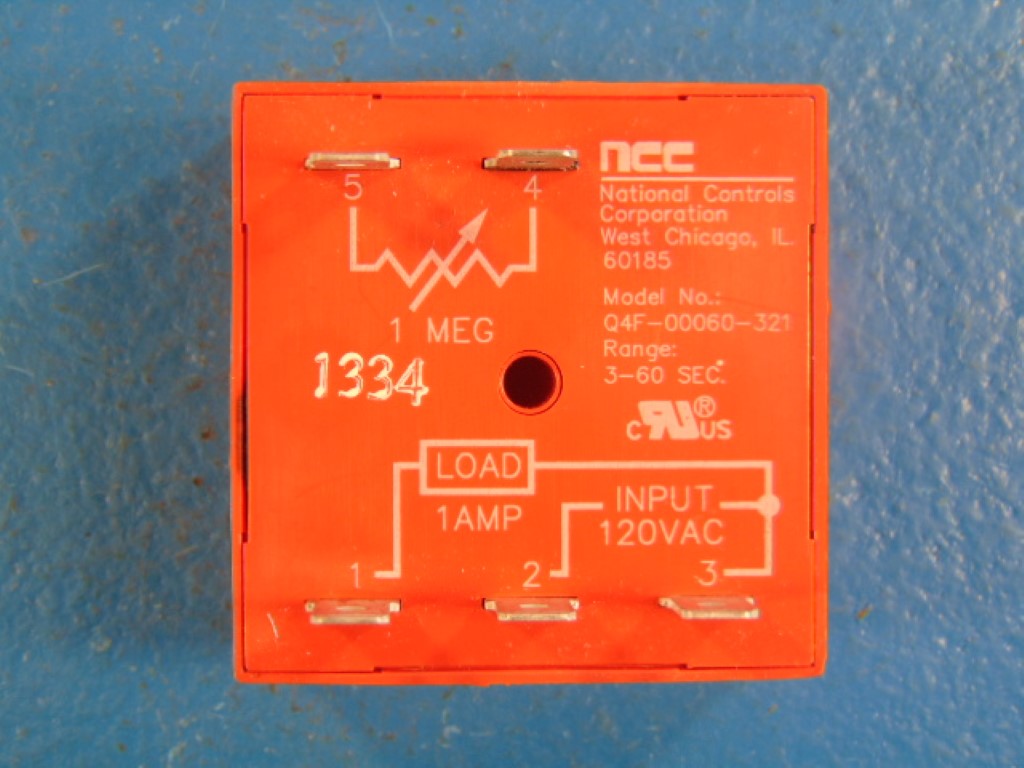 5
4
ncc
National Controls
Corporation
West Chicago, IL.
60185
1 MEG
Model No.:
Q4F-00060-321
Range:
3-60 SEC.
1334
c RU ® US
LOAD
1AMP
INPUT
120VAC
1
2
3